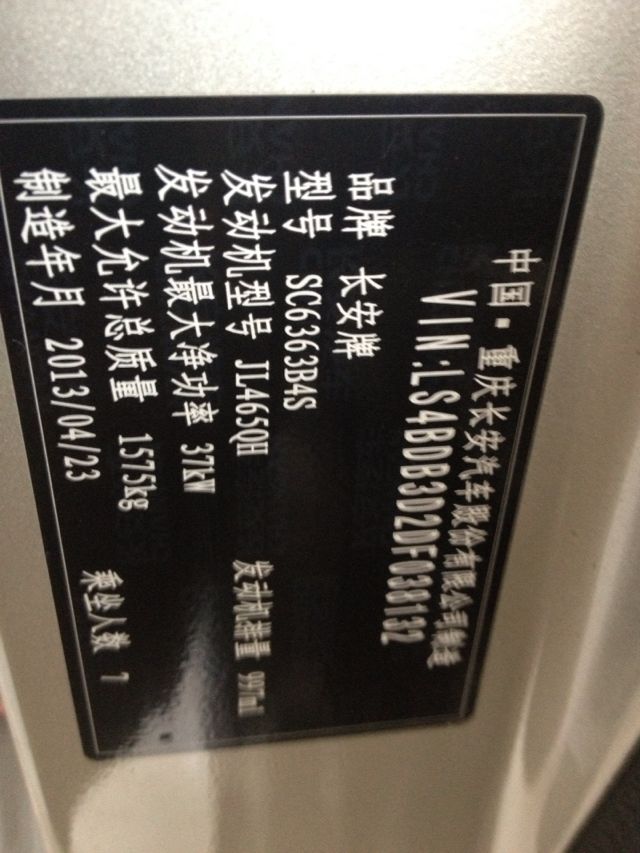 中国·重庆长安汽车股份有限公司制造
VIN:LS4BDB3D2DF038132
品牌 长安牌
型号 SC6363B4S
发动机型号 JL465QH 发动机排量 997ml
发动机最大净功率 37kW
最大允许总质量 1575kg 乘坐人数 7
制造年月 2013/04/23